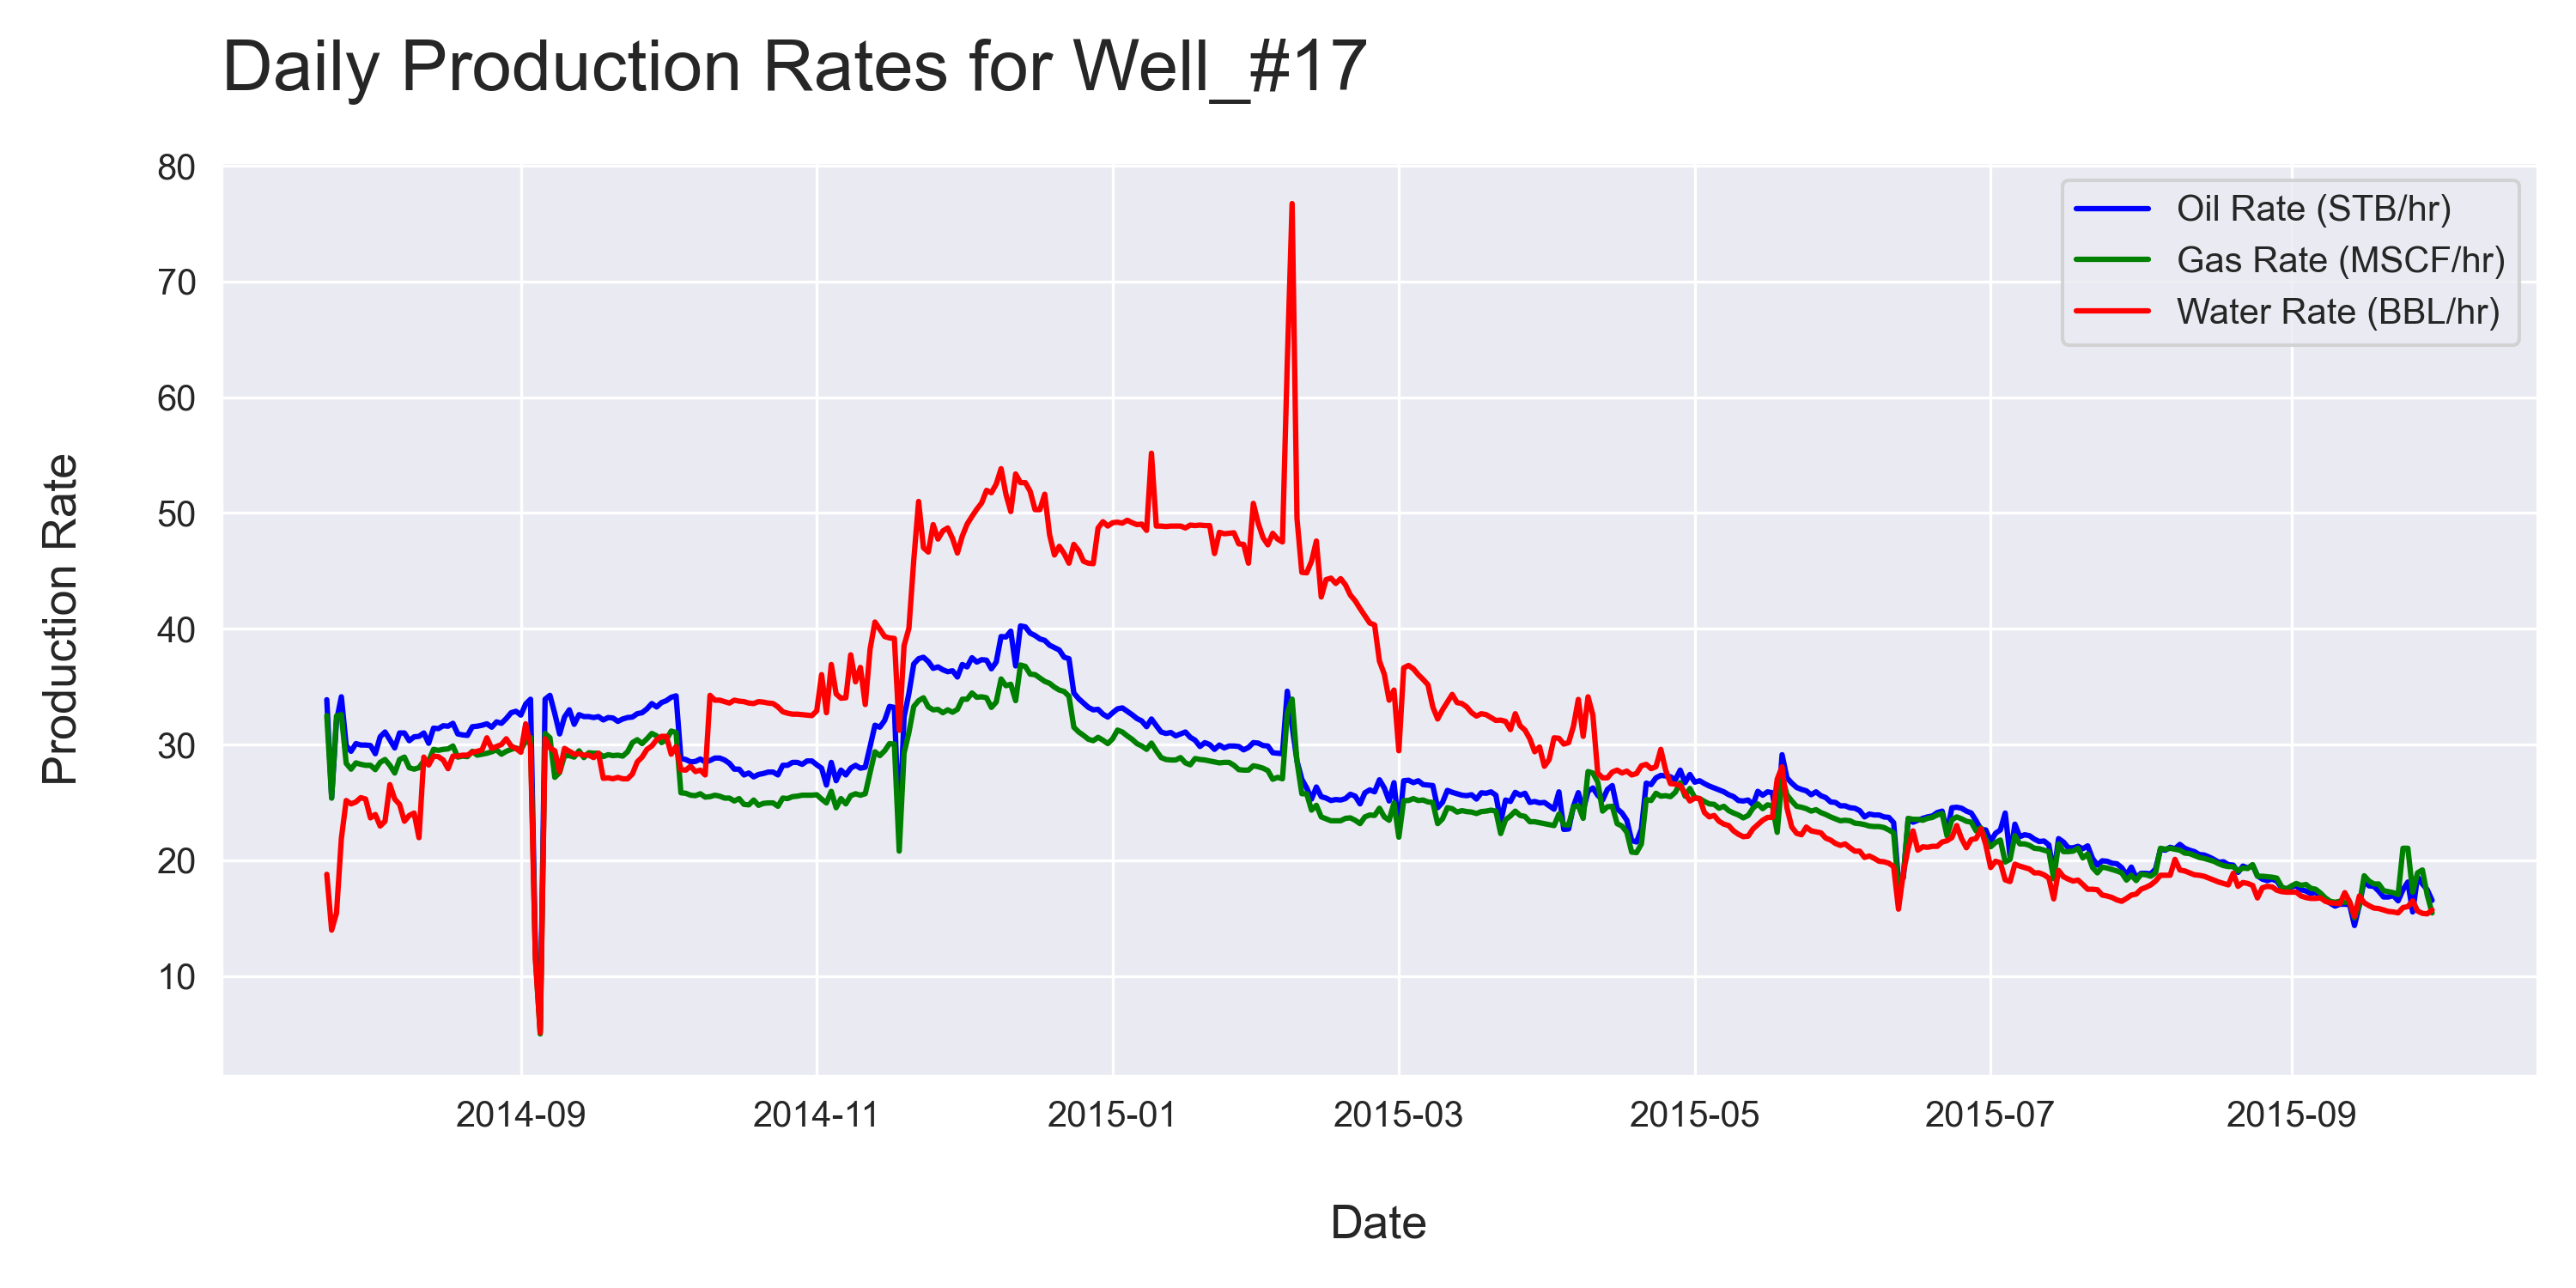 Daily Production Rates for Well_#17
80
70
60
50
40
30
20
10
Production Rate
Oil Rate (STB/hr)
Gas Rate (MSCF/hr)
Water Rate (BBL/hr)
2014-09
2014-11
2015-01
2015-03
2015-05
2015-07
2015-09
Date